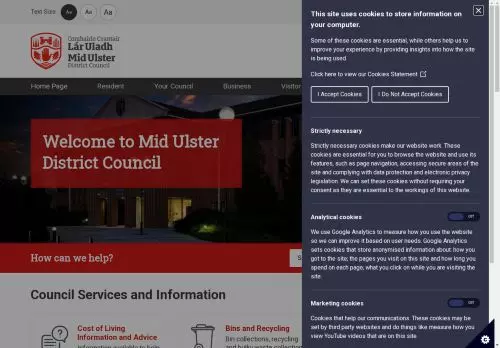 Text Size Aa Aa Aa
Comhairle Ceantair
Lár Uladh
Mid Ulster
District Council
Home Page Resident Your Council Business Visitor
Welcome to Mid Ulster
District Council
How can we help?
S
Council Services and Information
Cost of Living
Information and Advice
Information available to help
Bins and Recycling
Bin collections, recycling
and bulky waste collection
This site uses cookies to store information on
your computer.
Some of these cookies are essential, while others help us to
improve your experience by providing insights into how the site
is being used.
Click here to view our Cookies Statement
I Accept Cookies I Do Not Accept Cookies
Strictly necessary
Strictly necessary cookies make our website work. These
cookies are essential for you to browse the website and use its
features, such as page navigation, accessing secure areas of the
site and complying with data protection and electronic privacy
legislation. We can set these cookies without requiring your
consent as they are essential to the workings of this website.
Analytical cookies Off
We use Google Analytics to measure how you use the website
so we can improve it based on user needs. Google Analytics
sets cookies that store anonymised information about: how you
got to the site; the pages you visit on this site and how long you
spend on each page; what you click on while you are visiting the
site.
Marketing cookies Off
Cookies that help our communications. These cookies may be
set by third party websites and do things like measure how you
view YouTube videos that are on this site.